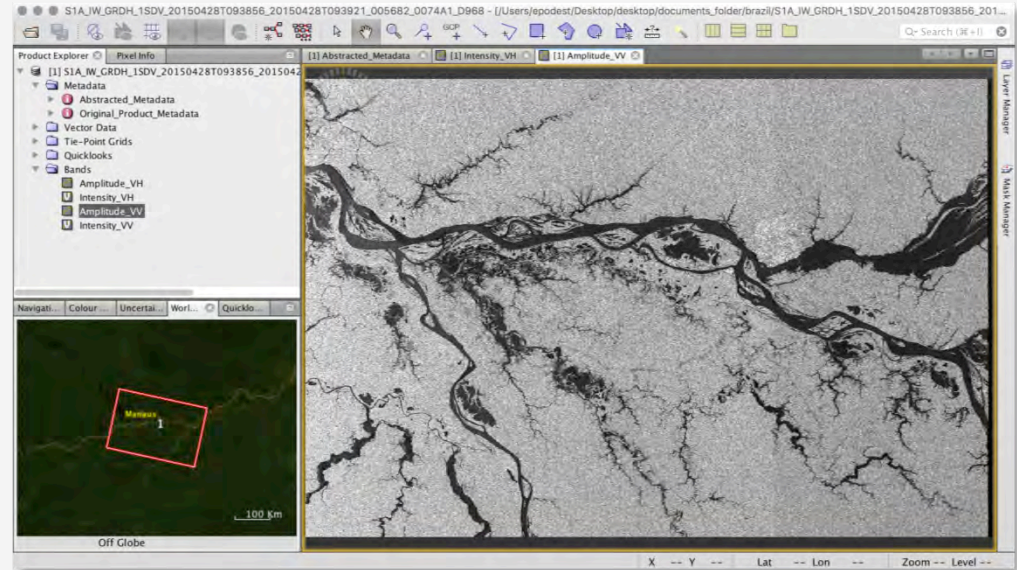 S1A_IW_GRDH_1SDV_20150428T093856_20150428T093921_005682_0074A1_D968 - [/Users/epodest/Desktop/desktop/documents_folder/brazil/S1A_IW_GRDH_1SDV_20150428T093856_201...
GCP
Q- Search (⌘+I)
Product Explorer Pixel Info
[1] Abstracted_Metadata [1] Intensity_VH [1] Amplitude_VV
[1] S1A_IW_GRDH_1SDV_20150428T093856_2015042
Metadata
Abstracted_Metadata
Original_Product_Metadata
Vector Data
Tie-Point Grids
Quicklooks
Bands
Amplitude_VH
Intensity_VH
Amplitude_VV
Intensity_VV
Layer Manager
Mask Manager
Navigati... Colour ... Uncertai... Worl... Quicklo...
Manaus
1
100 Km
Off Globe
X -- Y -- Lat -- Lon -- Zoom -- Level --